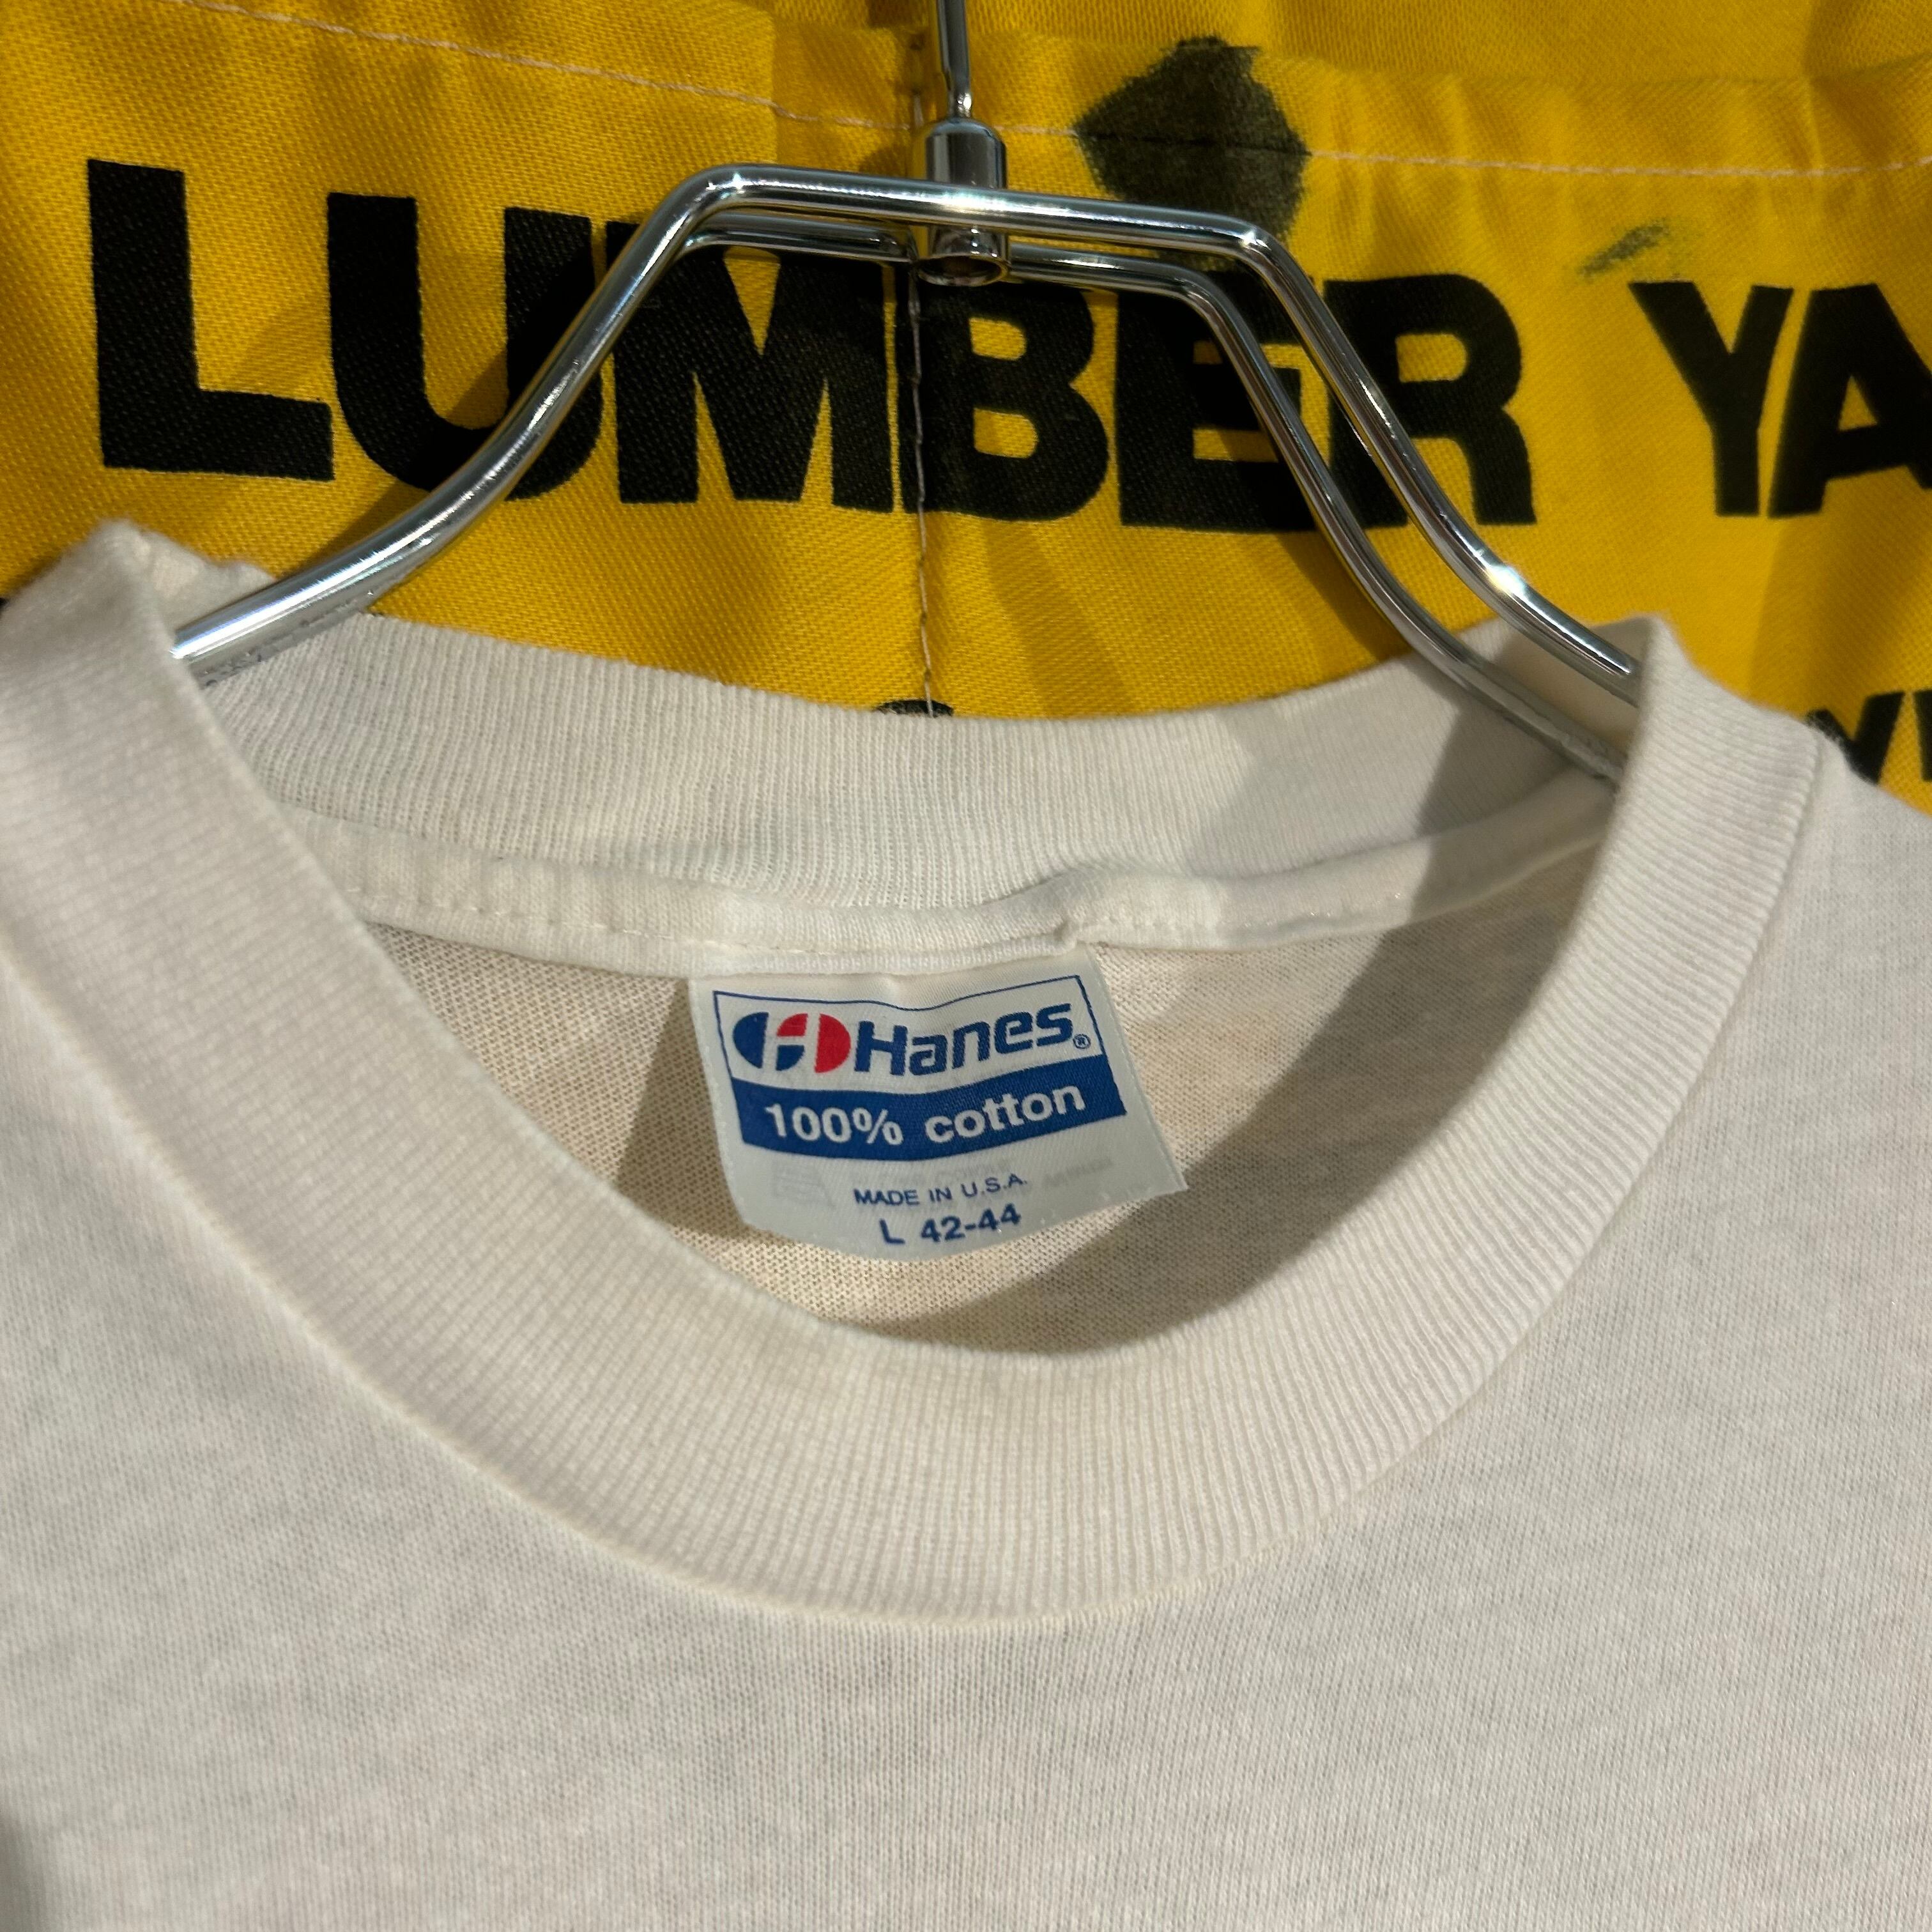 LUMBER YA
Hanes®
100% cotton
MADE IN U.S.A.
L 42-44